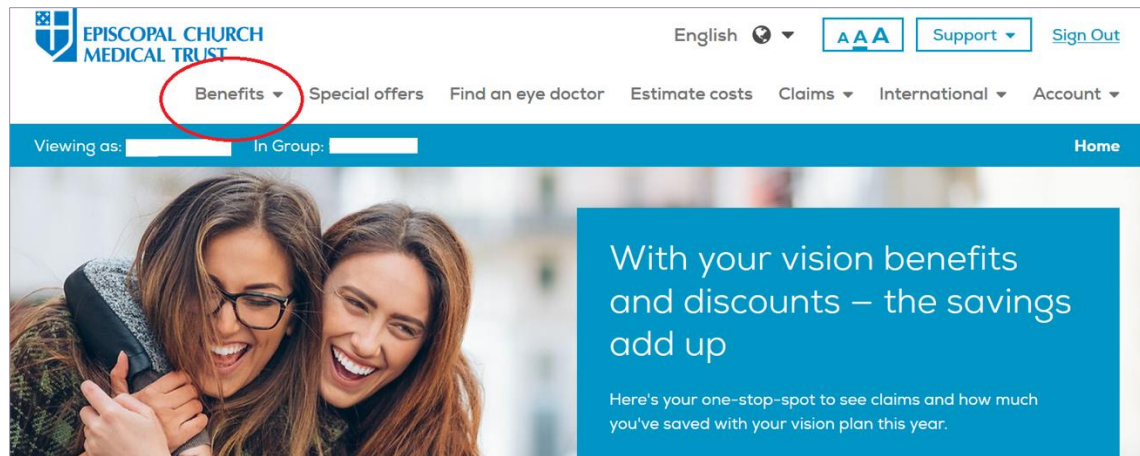 EPISCOPAL CHURCH
MEDICAL TRUST
English
A A A
Support
Sign Out
Benefits
Special offers
Find an eye doctor
Estimate costs
Claims
International
Account
Viewing as:
In Group:
Home
With your vision benefits
and discounts – the savings
add up
Here's your one-stop-spot to see claims and how much
you've saved with your vision plan this year.